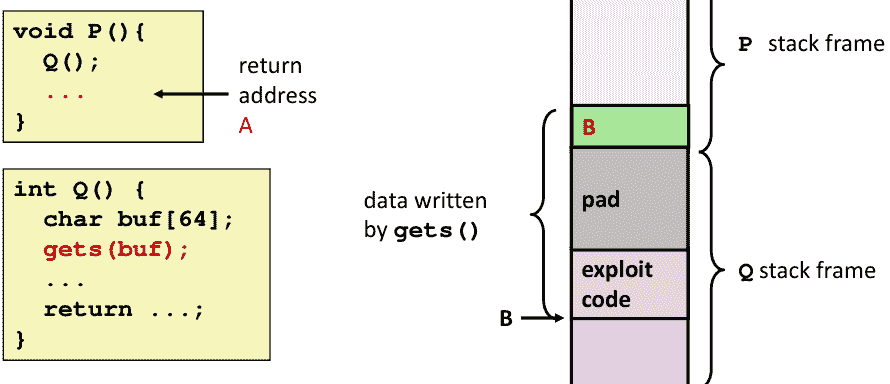 void P(){
  Q();
  ...
}
return
address
A
int Q() {
  char buf[64];
  gets(buf);
  ...
  return ...;
}
data written
by gets()
B
pad
exploit
code
B
P stack frame
Q stack frame